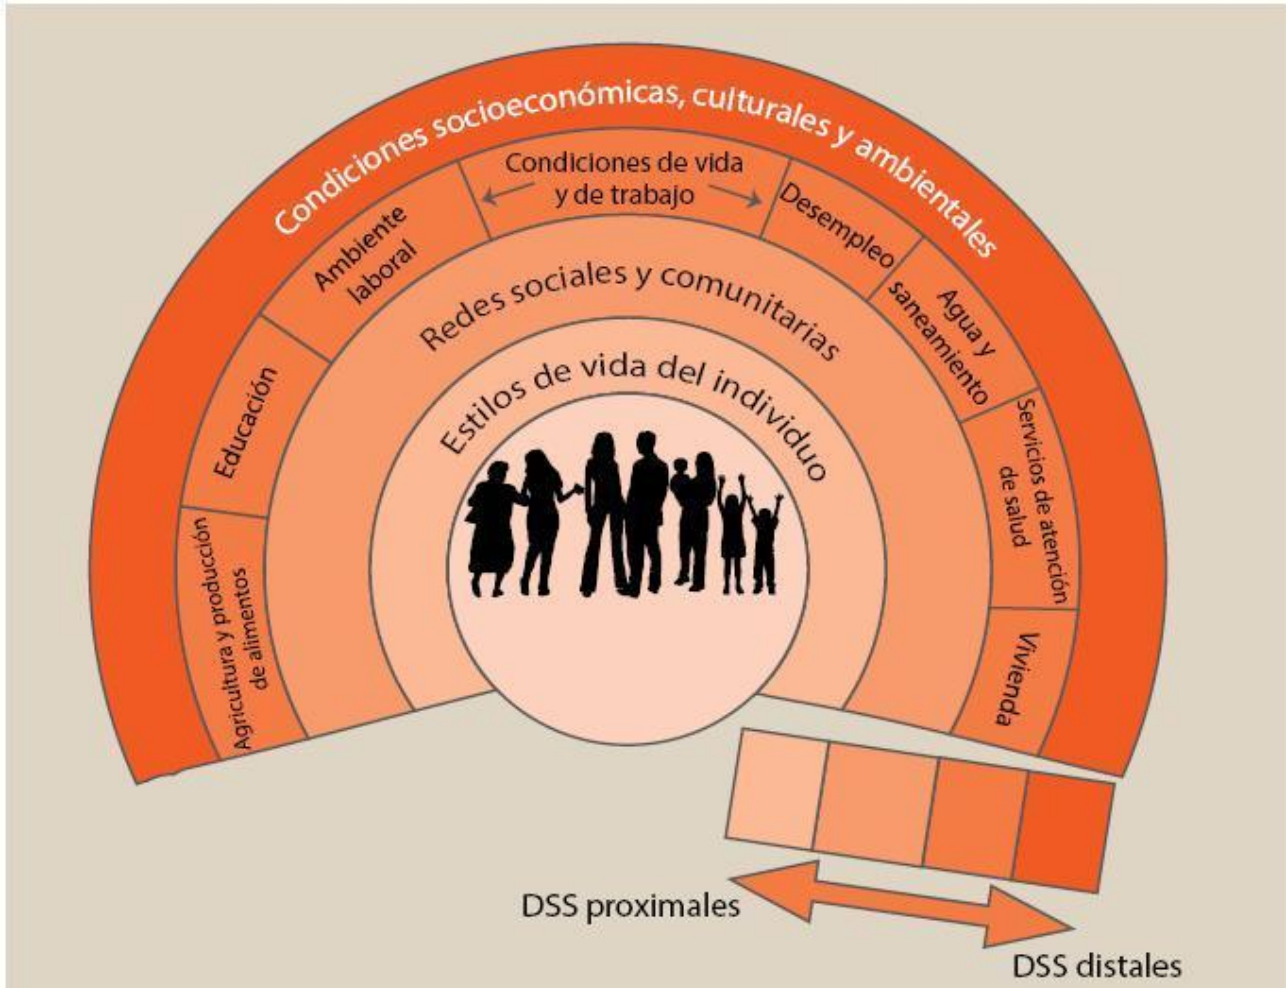 Condiciones socioeconómicas, culturales y ambientales
Condiciones de vida
y de trabajo
Agricultura y producción
de alimentos
Educación
Ambiente
laboral
Desempleo
Agua y
saneamiento
Servicios de atención
de salud
Vivienda
Redes sociales y comunitarias
Estilos de vida del individuo
DSS proximales
DSS distales